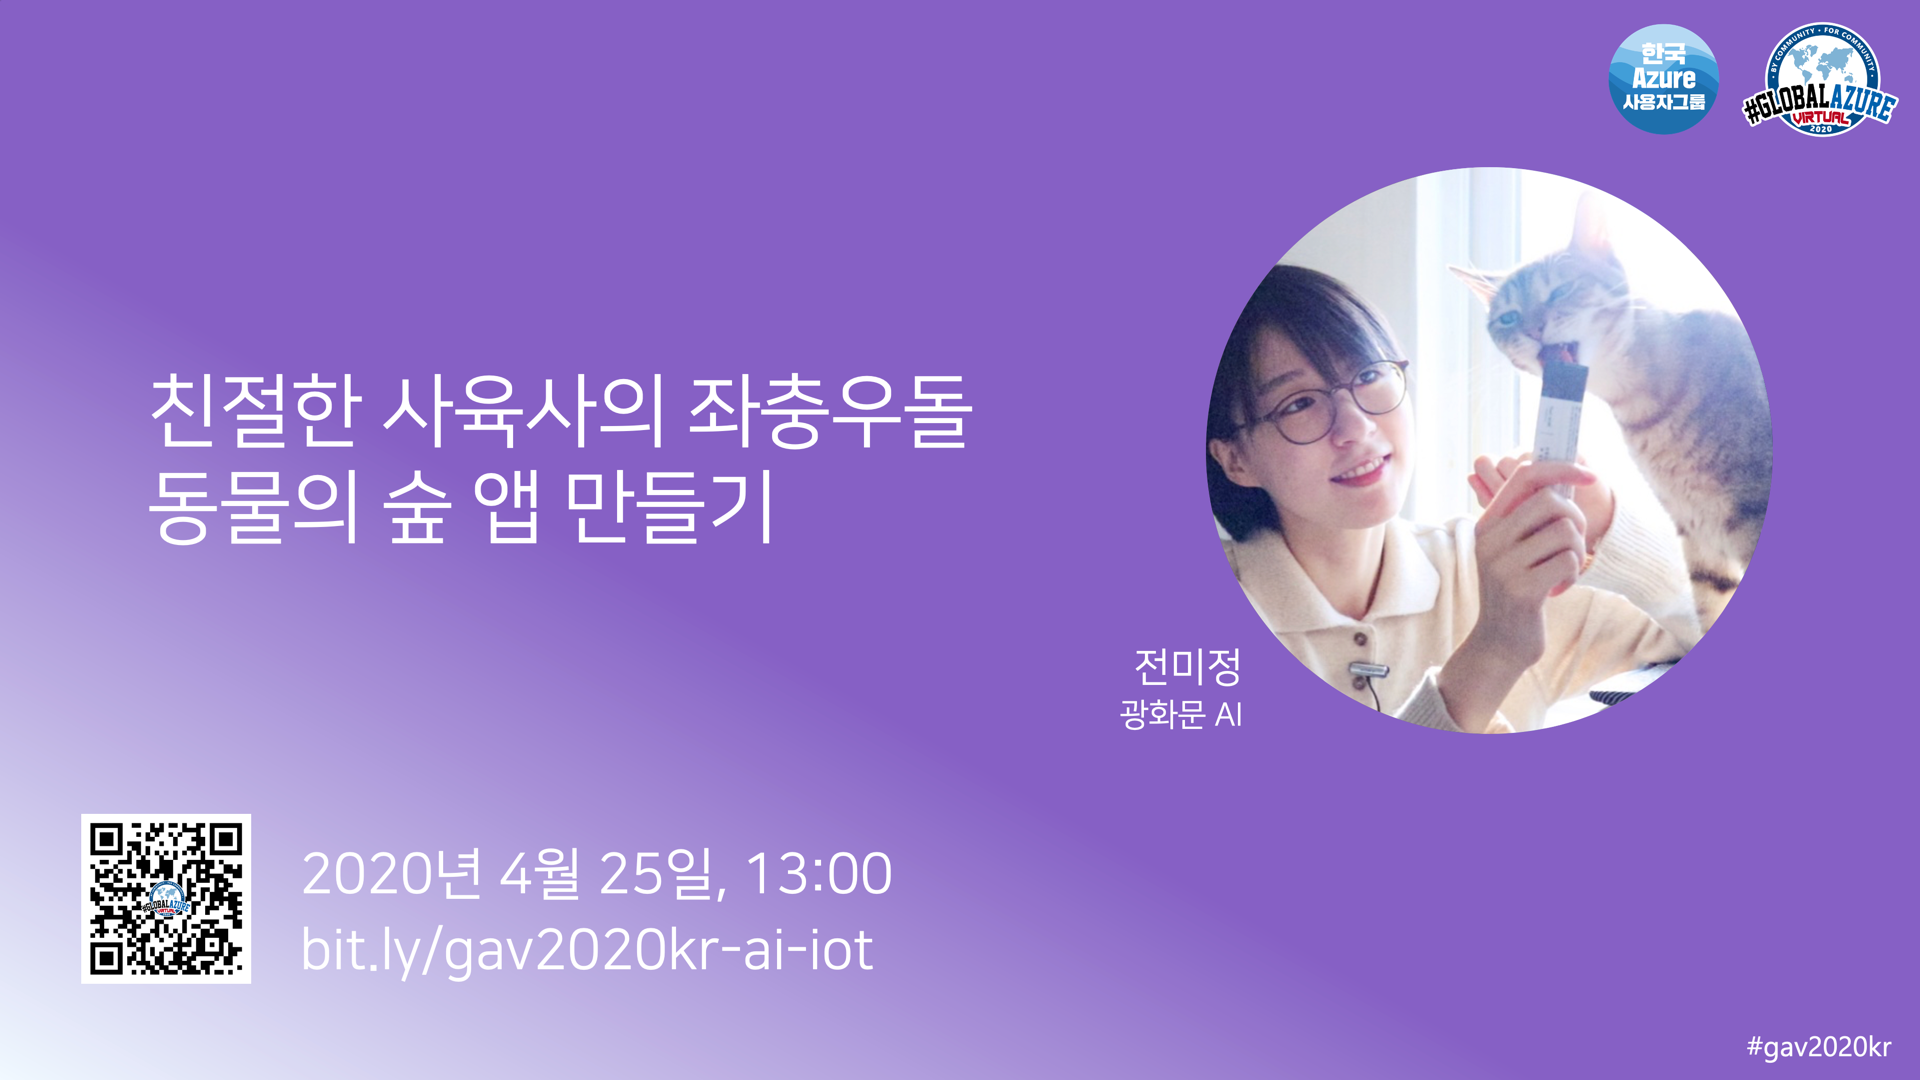 한국
Azure
사용자그룹
BY COMMUNITY • FOR COMMUNITY
#GLOBALAZURE
VIRTUAL
2020
친절한 사육사의 좌충우돌
동물의 숲 앱 만들기
전미정
광화문 AI
#GLOBALAZURE
VIRTUAL
2020년 4월 25일, 13:00
bit.ly/gav2020kr-ai-iot
#gav2020kr